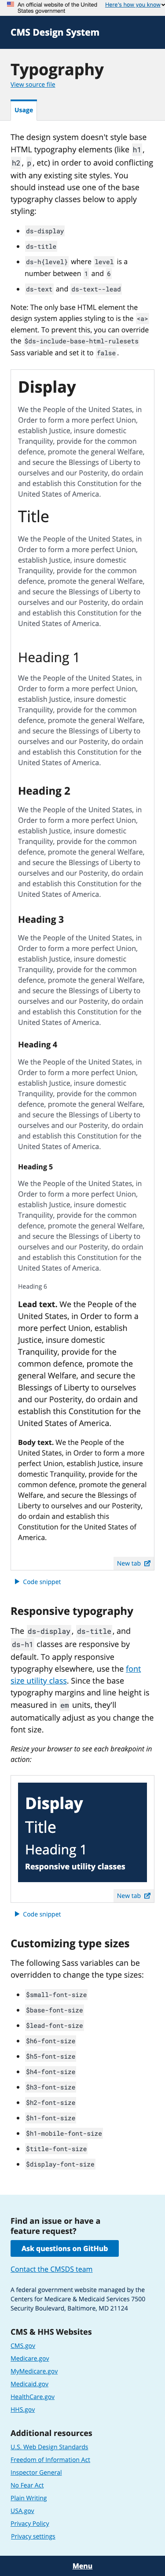 An official website of the United
States government
Here's how you know
CMS Design System
Typography
View source file
Usage
The design system doesn't style base
HTML typography elements (like h1,
h2, p, etc) in order to avoid conflicting
with any existing site styles. You
should instead use one of the base
typography classes below to apply
styling:
ds-display
ds-title
ds-h{level} where level is a
number between 1 and 6
ds-text and ds-text--lead
Note: The only base HTML element the
design system applies styling to is the <a>
element. To prevent this, you can override
the $ds-include-base-html-rulesets
Sass variable and set it to false.
Display
We the People of the United States, in
Order to form a more perfect Union,
establish Justice, insure domestic
Tranquility, provide for the common
defence, promote the general Welfare,
and secure the Blessings of Liberty to
ourselves and our Posterity, do ordain
and establish this Constitution of the
United States of America.
Title
We the People of the United States, in
Order to form a more perfect Union,
establish Justice, insure domestic
Tranquility, provide for the common
defence, promote the general Welfare,
and secure the Blessings of Liberty to
ourselves and our Posterity, do ordain
and establish this Constitution of the
United States of America.
Heading 1
We the People of the United States, in
Order to form a more perfect Union,
establish Justice, insure domestic
Tranquility, provide for the common
defence, promote the general Welfare,
and secure the Blessings of Liberty to
ourselves and our Posterity, do ordain
and establish this Constitution of the
United States of America.
Heading 2
We the People of the United States, in
Order to form a more perfect Union,
establish Justice, insure domestic
Tranquility, provide for the common
defence, promote the general Welfare,
and secure the Blessings of Liberty to
ourselves and our Posterity, do ordain
and establish this Constitution of the
United States of America.
Heading 3
We the People of the United States, in
Order to form a more perfect Union,
establish Justice, insure domestic
Tranquility, provide for the common
defence, promote the general Welfare,
and secure the Blessings of Liberty to
ourselves and our Posterity, do ordain
and establish this Constitution of the
United States of America.
Heading 4
We the People of the United States, in
Order to form a more perfect Union,
establish Justice, insure domestic
Tranquility, provide for the common
defence, promote the general Welfare,
and secure the Blessings of Liberty to
ourselves and our Posterity, do ordain
and establish this Constitution of the
United States of America.
Heading 5
We the People of the United States, in
Order to form a more perfect Union,
establish Justice, insure domestic
Tranquility, provide for the common
defence, promote the general Welfare,
and secure the Blessings of Liberty to
ourselves and our Posterity, do ordain
and establish this Constitution of the
United States of America.
Heading 6
Lead text. We the People of the
United States, in Order to form a
more perfect Union, establish
Justice, insure domestic
Tranquility, provide for the
common defence, promote the
general Welfare, and secure the
Blessings of Liberty to ourselves
and our Posterity, do ordain and
establish this Constitution for the
United States of America.
Body text. We the People of the
United States, in Order to form a more
perfect Union, establish Justice, insure
domestic Tranquility, provide for the
common defence, promote the general
Welfare, and secure the Blessings of
Liberty to ourselves and our Posterity,
do ordain and establish this
Constitution for the United States of
America.
New tab
Code snippet
Responsive typography
The ds-display, ds-title, and
ds-h1 classes are responsive by
default. To apply responsive
typography elsewhere, use the font
size utility class. Since the
typography margins and line height is
measured in em units, they'll
automatically adjust as you change the
font size.
Resize your browser to see each breakpoint in
action:
Display
Title
Heading 1
Responsive utility classes
New tab
Code snippet
Customizing type sizes
The following Sass variables can be
overridden to change the type sizes:
$small-font-size
$base-font-size
$lead-font-size
$h6-font-size
$h5-font-size
$h4-font-size
$h3-font-size
$h2-font-size
$h1-font-size
$h1-mobile-font-size
$title-font-size
$display-font-size
Find an issue or have a
feature request?
Ask questions on GitHub
Contact the CMSDS team
A federal government website managed by the
Centers for Medicare & Medicaid Services 7500
Security Boulevard, Baltimore, MD 21124
CMS & HHS Websites
CMS.gov
Medicare.gov
MyMedicare.gov
Medicaid.gov
HealthCare.gov
HHS.gov
Additional resources
U.S. Web Design Standards
Freedom of Information Act
Inspector General
No Fear Act
Plain Writing
USA.gov
Privacy Policy
Privacy settings
Menu